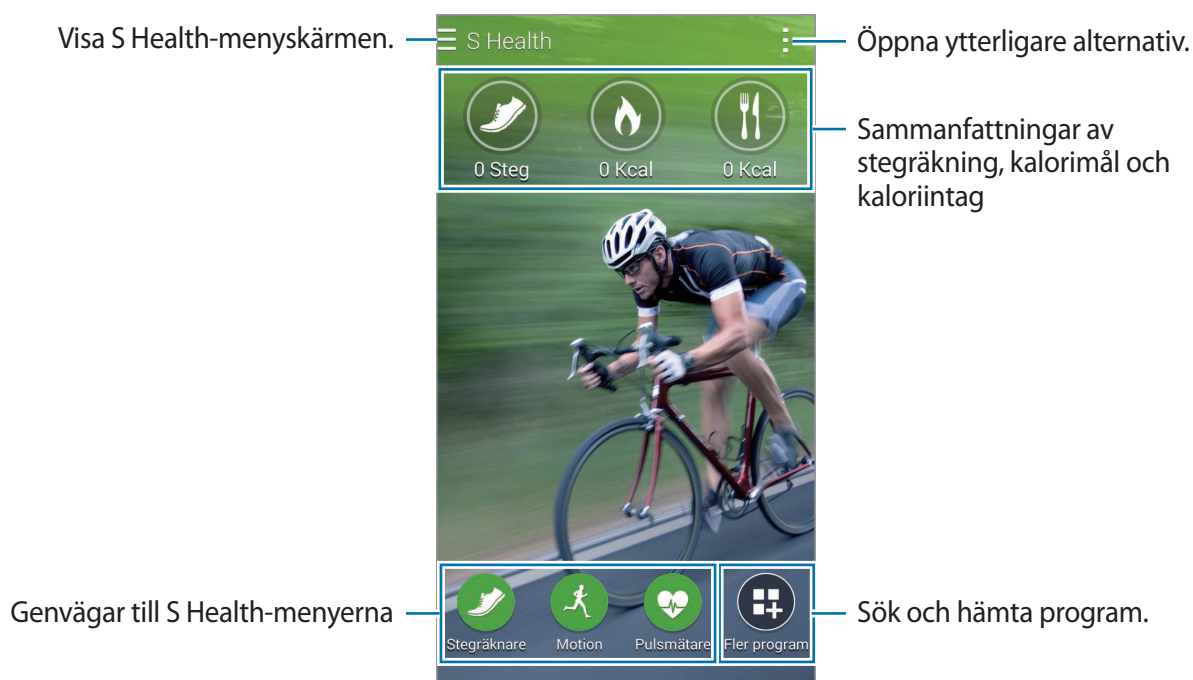 Visa S Health-menyskärmen.
S Health
Öppna ytterligare alternativ.
0 Steg
0 Kcal
0 Kcal
Sammanfattningar av
stegräkning, kalorimål och
kaloriintag
Genvägar till S Health-menyerna
Stegräknare
Motion
Pulsmätare
Fler program
Sök och hämta program.